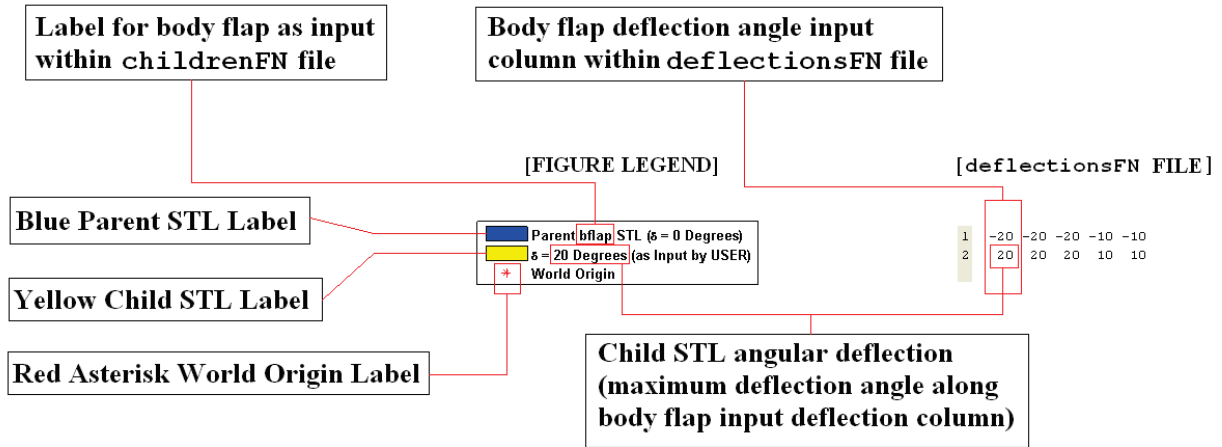 Label for body flap as input
within childrenFN file
Body flap deflection angle input
column within deflectionsFN file
[FIGURE LEGEND]
[deflectionsFN FILE]
Blue Parent STL Label
Parent bflap STL (δ = 0 Degrees)
δ = 20 Degrees (as Input by USER)
* World Origin
1 -20 -20 -20 -10 -10
2 20 20 20 10 10
Yellow Child STL Label
Red Asterisk World Origin Label
Child STL angular deflection
(maximum deflection angle along
body flap input deflection column)